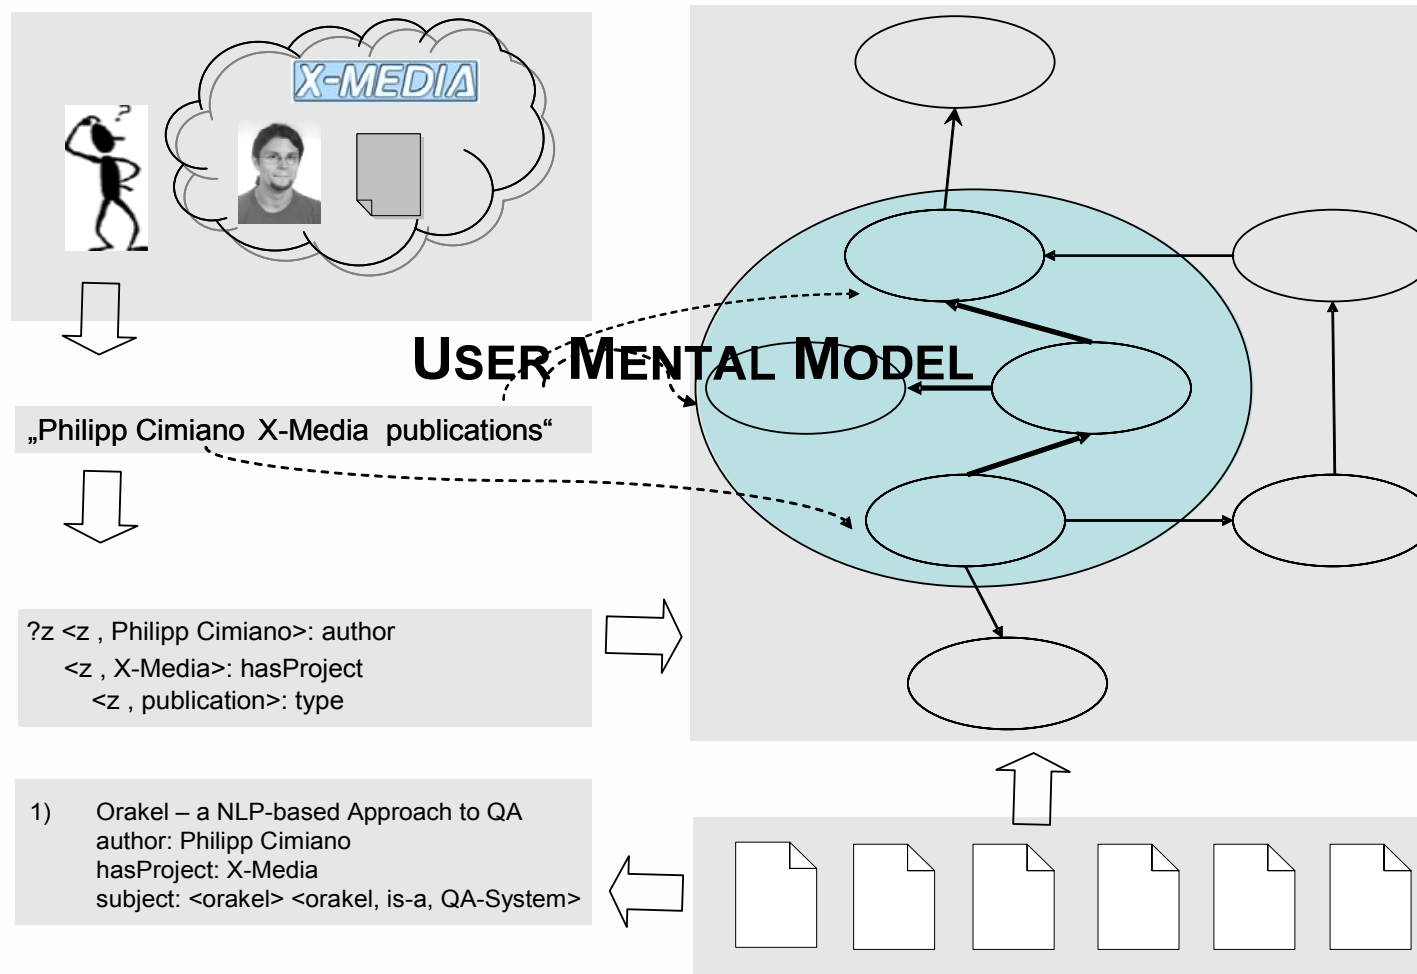 X-MEDIA
?
USER MENTAL MODEL
„Philipp Cimiano X-Media publications“
?z <z , Philipp Cimiano>: author
<z , X-Media>: hasProject
<z , publication>: type
1) Orakel – a NLP-based Approach to QA
author: Philipp Cimiano
hasProject: X-Media
subject: <orakel> <orakel, is-a, QA-System>